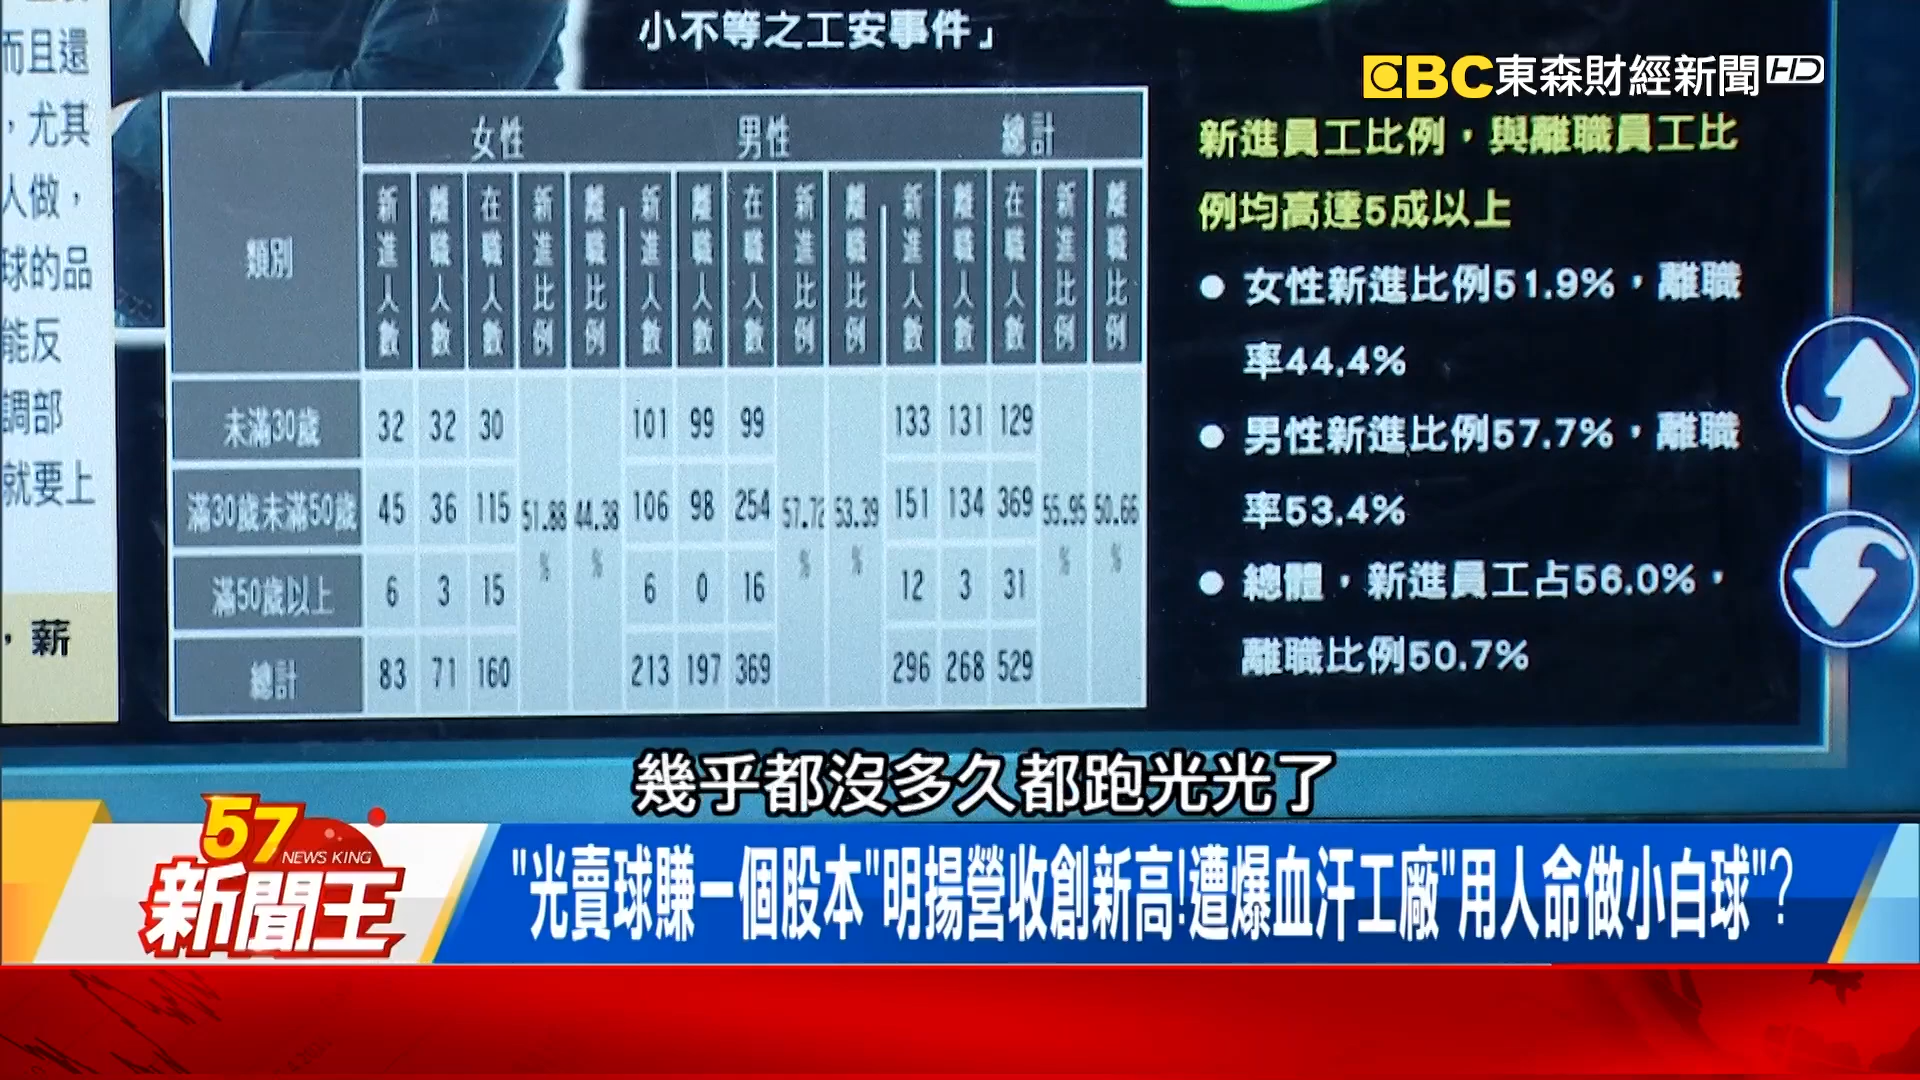 小不等之工安事件」
EBC東森財經新聞HD
而且還
，尤其
人做，
球的品
能反
調部
就要上
，薪
類別 女性 男性 總計
新進人數 離職人數 在職人數 新進比例 離職比例 新進人數 離職人數 在職人數 新進比例 離職比例 新進人數 離職人數 在職人數 新進比例 離職比例
未滿30歲 32 32 30 101 99 99 133 131 129
滿30歲未滿50歲 45 36 115 51.88% 44.38% 106 98 254 57.72% 53.39% 151 134 369 55.95% 50.66%
滿50歲以上 6 3 15 6 0 16 12 3 31
總計 83 71 160 213 197 369 296 268 529
新進員工比例，與離職員工比
例均高達5成以上
● 女性新進比例51.9%，離職
率44.4%
● 男性新進比例57.7%，離職
率53.4%
● 總體，新進員工占56.0%，
離職比例50.7%
幾乎都沒多久都跑光光了
57 NEWS KING
新聞王
"光賣球賺一個股本"明揚營收創新高!遭爆血汗工廠"用人命做小白球"?